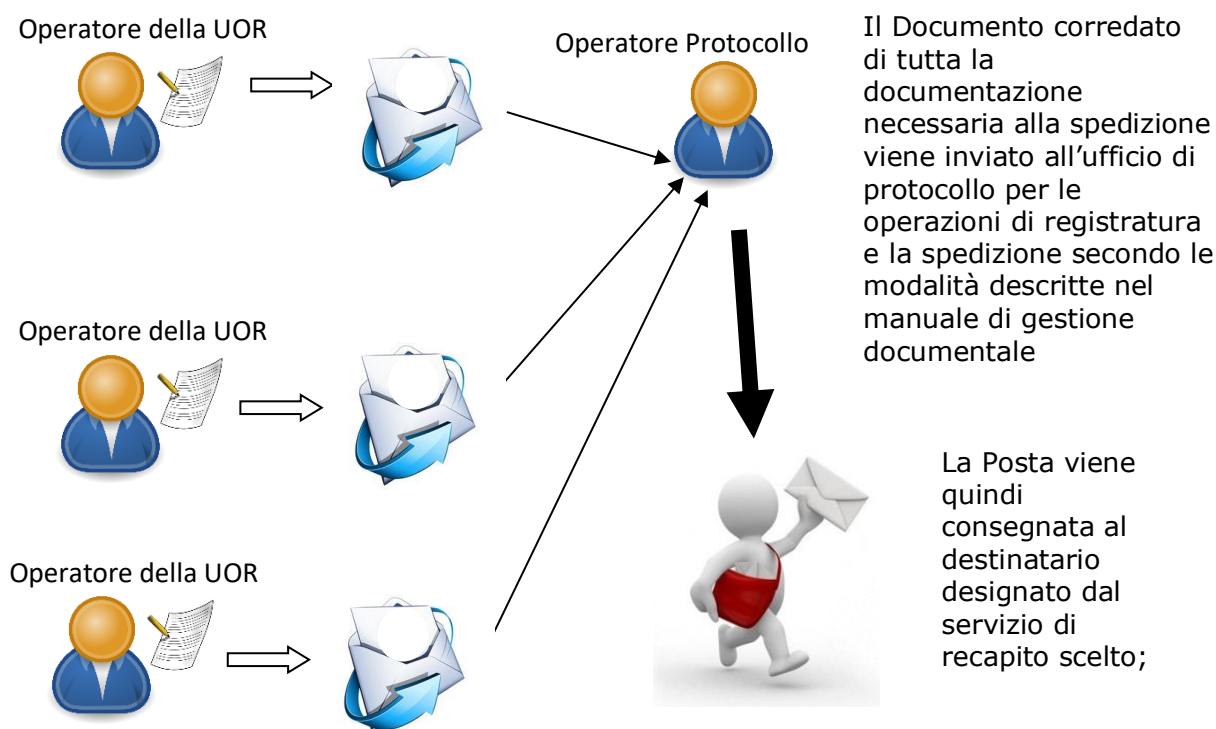 Operatore della UOR
Operatore Protocollo
Il Documento corredato
di tutta la
documentazione
necessaria alla spedizione
viene inviato all’ufficio di
protocollo per le
operazioni di registratura
e la spedizione secondo le
modalità descritte nel
manuale di gestione
documentale
Operatore della UOR
La Posta viene
quindi
consegnata al
destinatario
designato dal
servizio di
recapito scelto;
Operatore della UOR